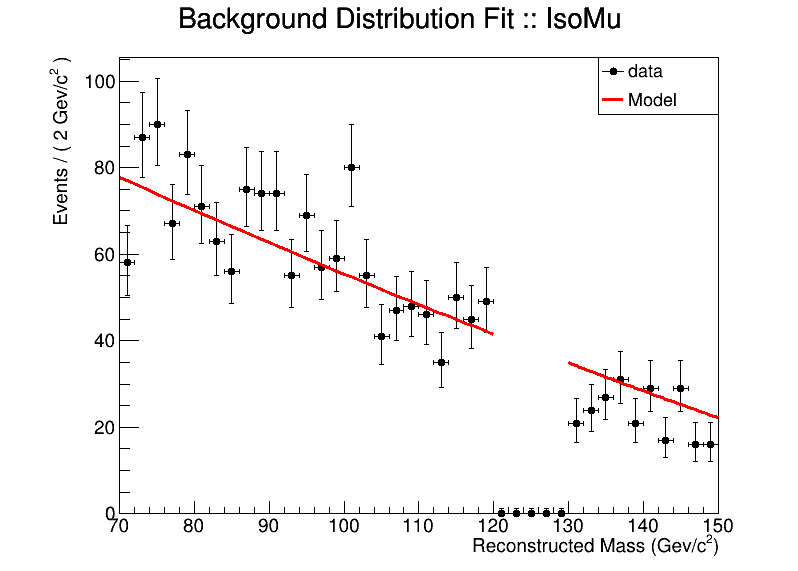 Background Distribution Fit :: IsoMu
Events / ( 2 Gev/c² )
100
80
60
40
20
0
data
Model
70 80 90 100 110 120 130 140 150
Reconstructed Mass (Gev/c²)